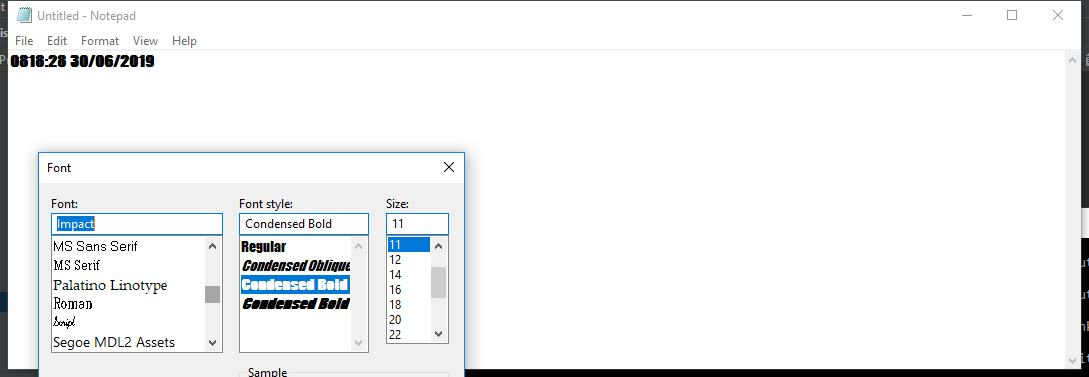 Untitled - Notepad
File Edit Format View Help
0818:28 30/06/2019
Font
Font: Font style: Size:
Impact Condensed Bold 11
MS Sans Serif
MS Serif
Palatino Linotype
Roman
Script
Segoe MDL2 Assets
Regular
Condensed Oblique
Condensed Bold
Condensed Bold
11
12
14
16
18
20
22
Sample